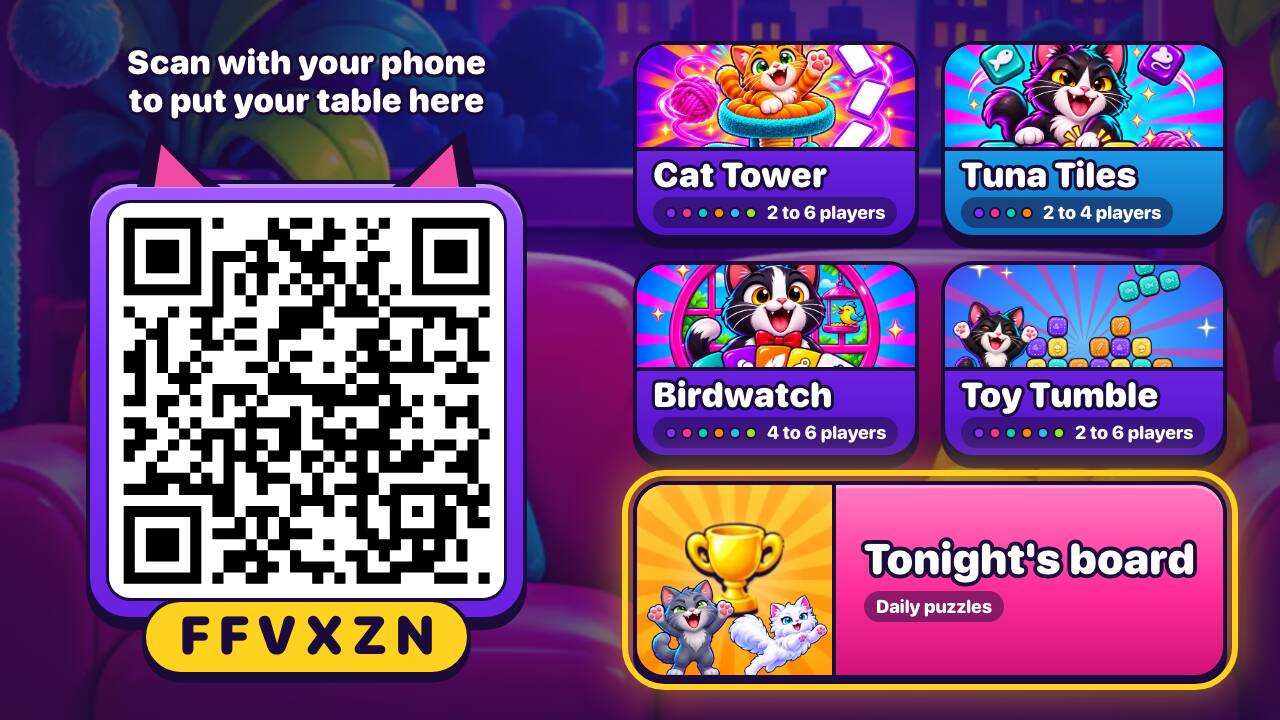 Scan with your phone
to put your table here
FFVXZN
Cat Tower
2 to 6 players
Tuna Tiles
2 to 4 players
Birdwatch
4 to 6 players
Toy Tumble
2 to 6 players
Tonight's board
Daily puzzles